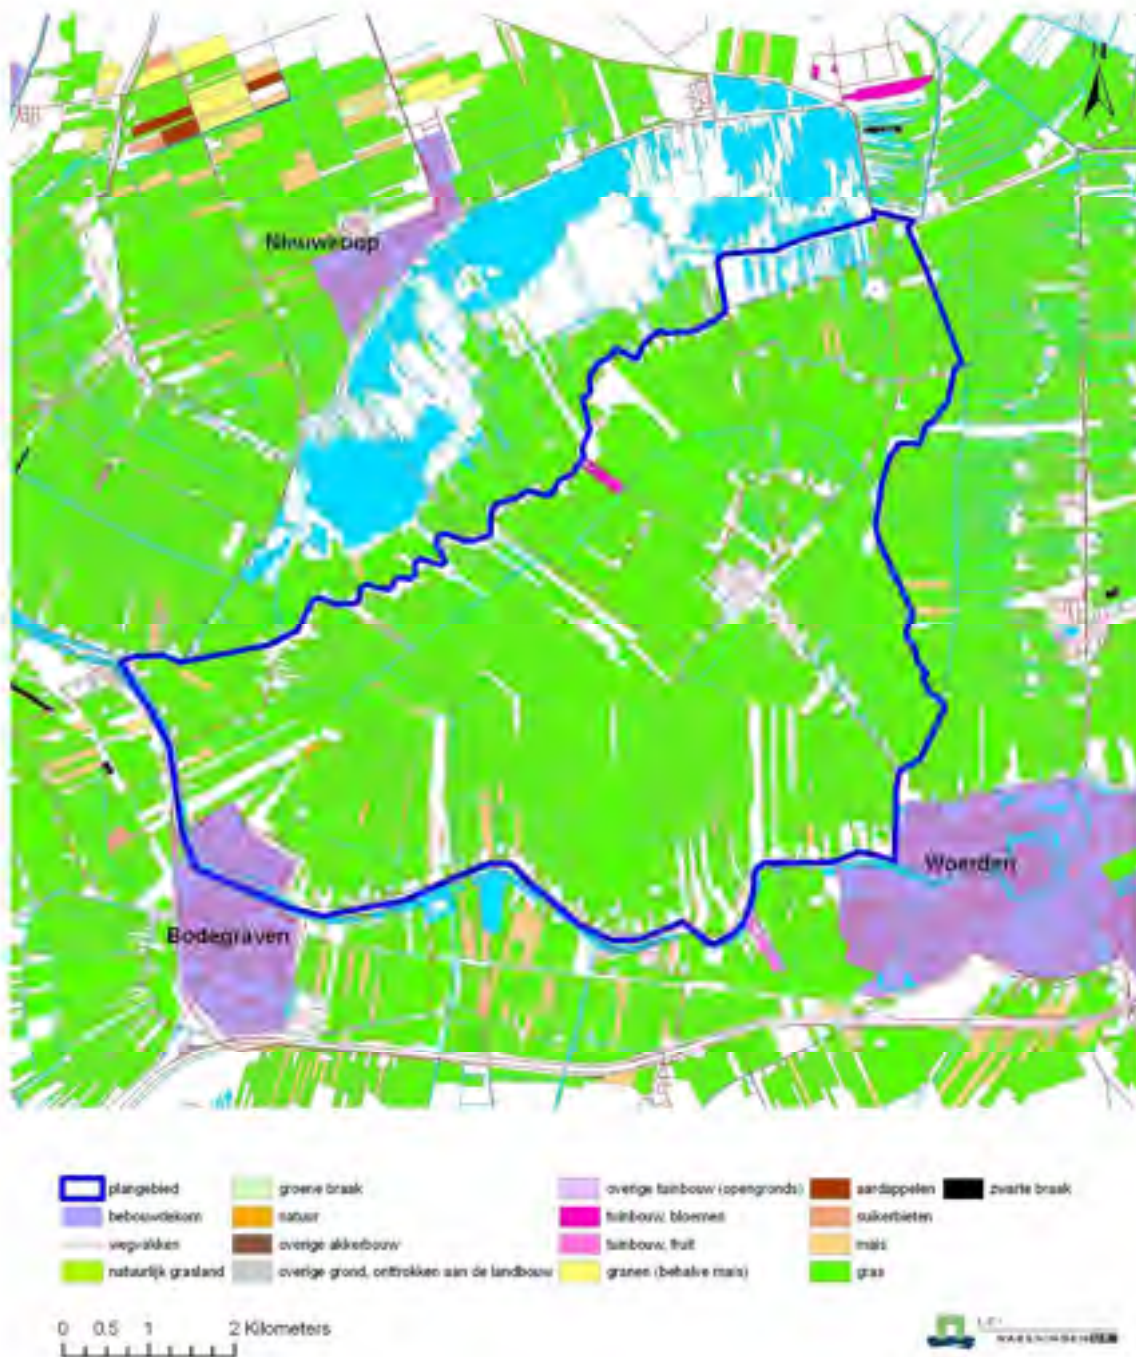 Nieuwkoop
Woerden
Bodegraven
plangebied
bebouwdekom
wegvakken
natuurlijk grasland
groene braak
natuur
overige akkerbouw
overige grond, onttrokken aan de landbouw
overige tuinbouw (opengronds)
tuinbouw, bloemen
tuinbouw, fruit
granen (behalve mais)
aardappelen
suikerbieten
mais
gras
zwarte braak
0 0.5 1 2 Kilometers